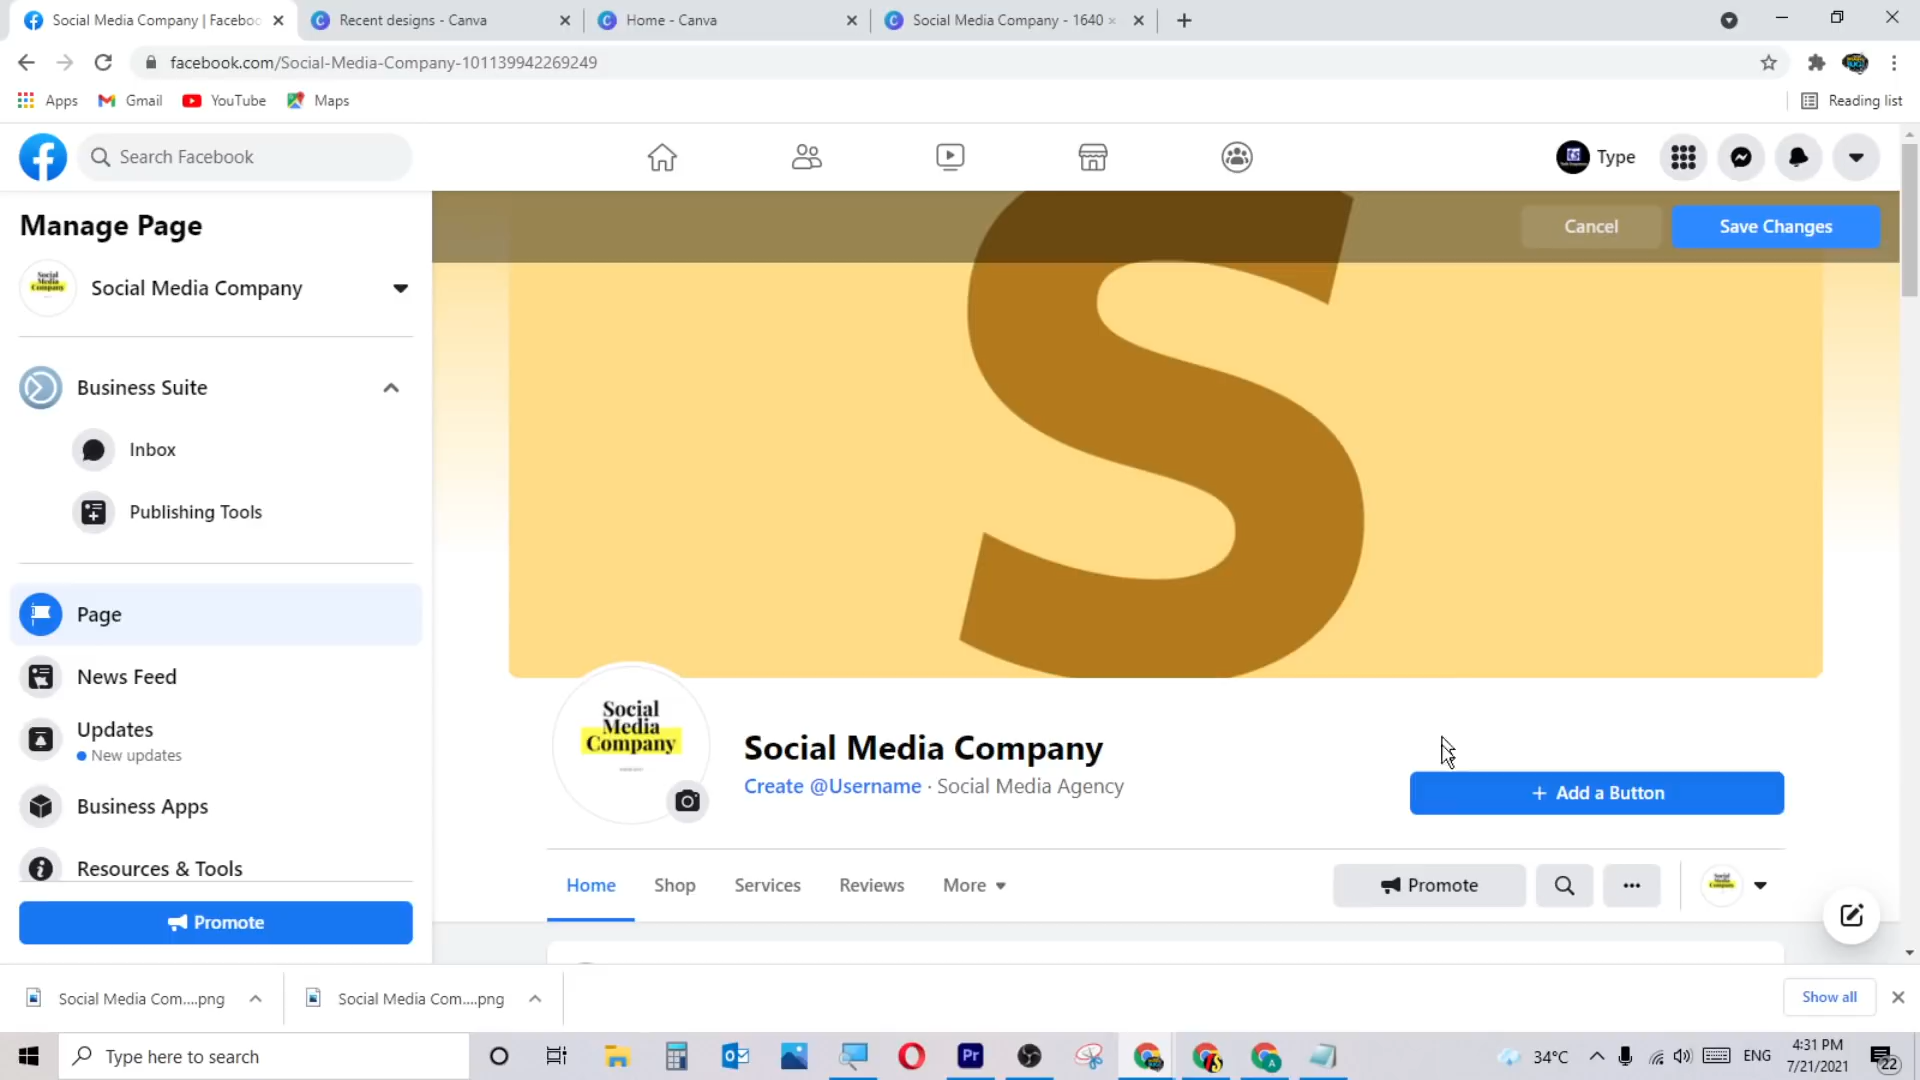 Social Media Company | Facebo
Recent designs - Canva
Home - Canva
Social Media Company - 1640 ×
facebook.com/Social-Media-Company-101139942269249
Apps
Gmail
YouTube
Maps
Reading list
Search Facebook
Type
Manage Page
Cancel
Save Changes
S
Social Media Company
Business Suite
Inbox
Publishing Tools
Page
News Feed
Updates
New updates
Business Apps
Resources & Tools
Promote
Social
Media
Company
Social Media Company
Create @Username · Social Media Agency
+ Add a Button
Home
Shop
Services
Reviews
More
Promote
Social Media Com....png
Social Media Com....png
Show all
Type here to search
Pr
34°C
ENG
4:31 PM
7/21/2021
22